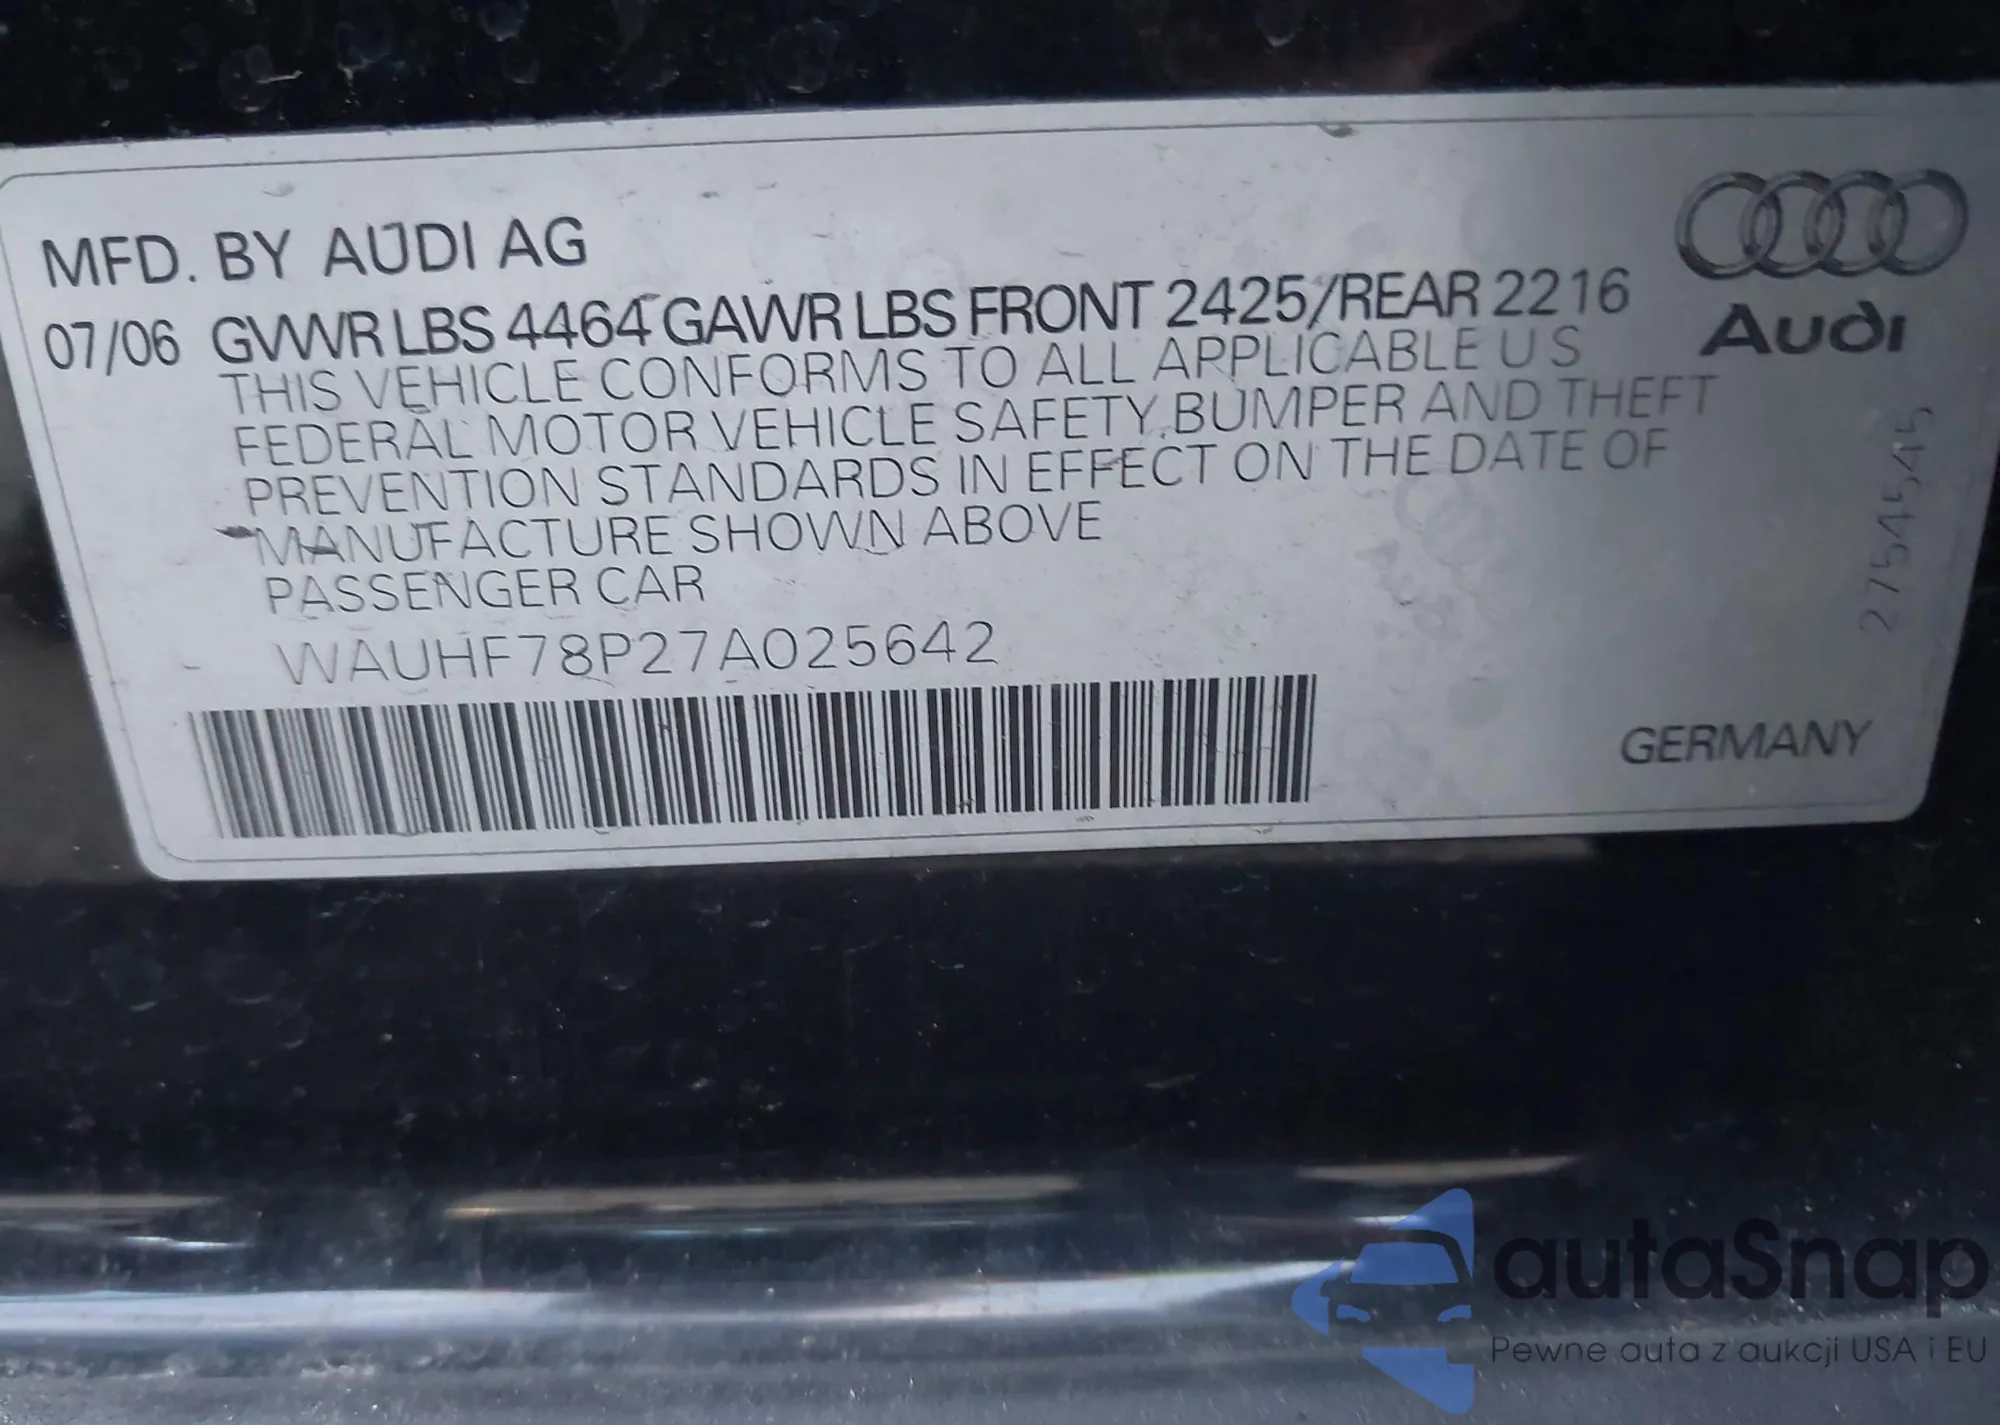 MFD. BY AUDI AG
07/06 GVWR LBS 4464 GAWR LBS FRONT 2425/REAR 2216
THIS VEHICLE CONFORMS TO ALL APPLICABLE U S
FEDERAL MOTOR VEHICLE SAFETY, BUMPER AND THEFT
PREVENTION STANDARDS IN EFFECT ON THE DATE OF
MANUFACTURE SHOWN ABOVE
PASSENGER CAR
WAUHF78P27A025642
Audi
2754545
GERMANY
autaSnap
Pewne auta z aukcji USA i EU